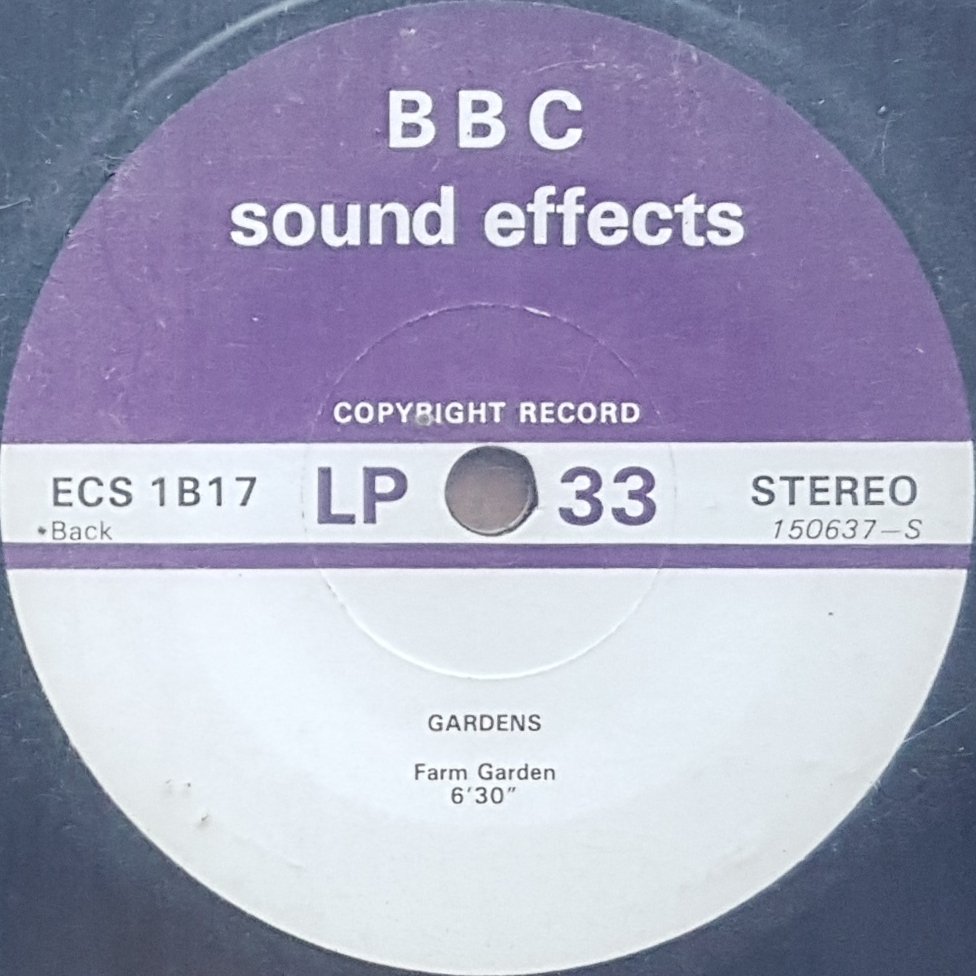 BBC
sound effects
COPYRIGHT RECORD
ECS 1B17 LP 33 STEREO
•Back 150637–S
GARDENS
Farm Garden
6'30"